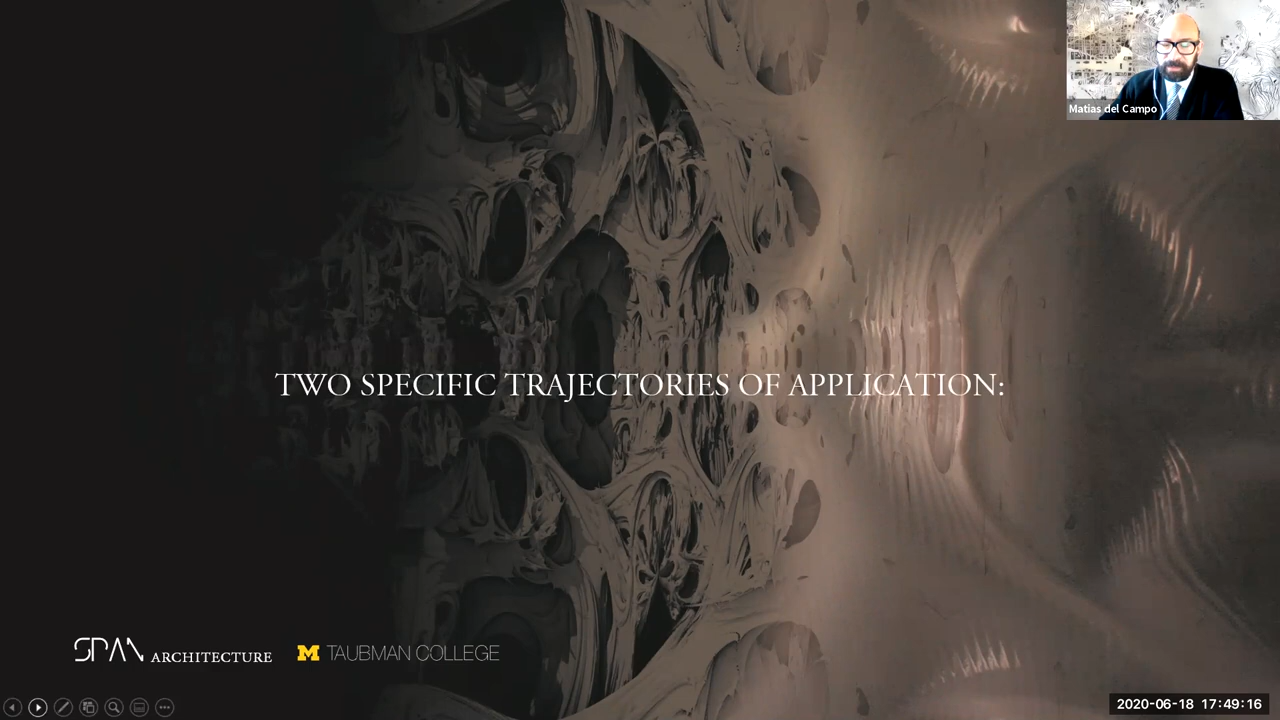 Matias del Campo
TWO SPECIFIC TRAJECTORIES OF APPLICATION:
SPAN ARCHITECTURE
M TAUBMAN COLLEGE
2020-06-18 17:49:16